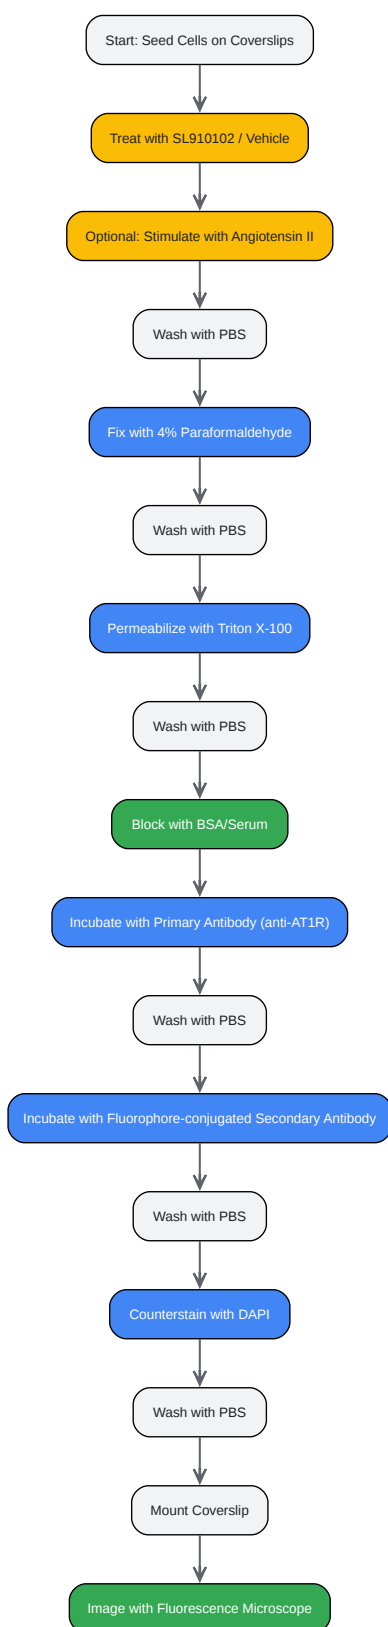 Start: Seed Cells on Coverslips
Treat with SL910102 / Vehicle
Optional: Stimulate with Angiotensin II
Wash with PBS
Fix with 4% Paraformaldehyde
Wash with PBS
Permeabilize with Triton X-100
Wash with PBS
Block with BSA/Serum
Incubate with Primary Antibody (anti-AT1R)
Wash with PBS
Incubate with Fluorophore-conjugated Secondary Antibody
Wash with PBS
Counterstain with DAPI
Wash with PBS
Mount Coverslip
Image with Fluorescence Microscope